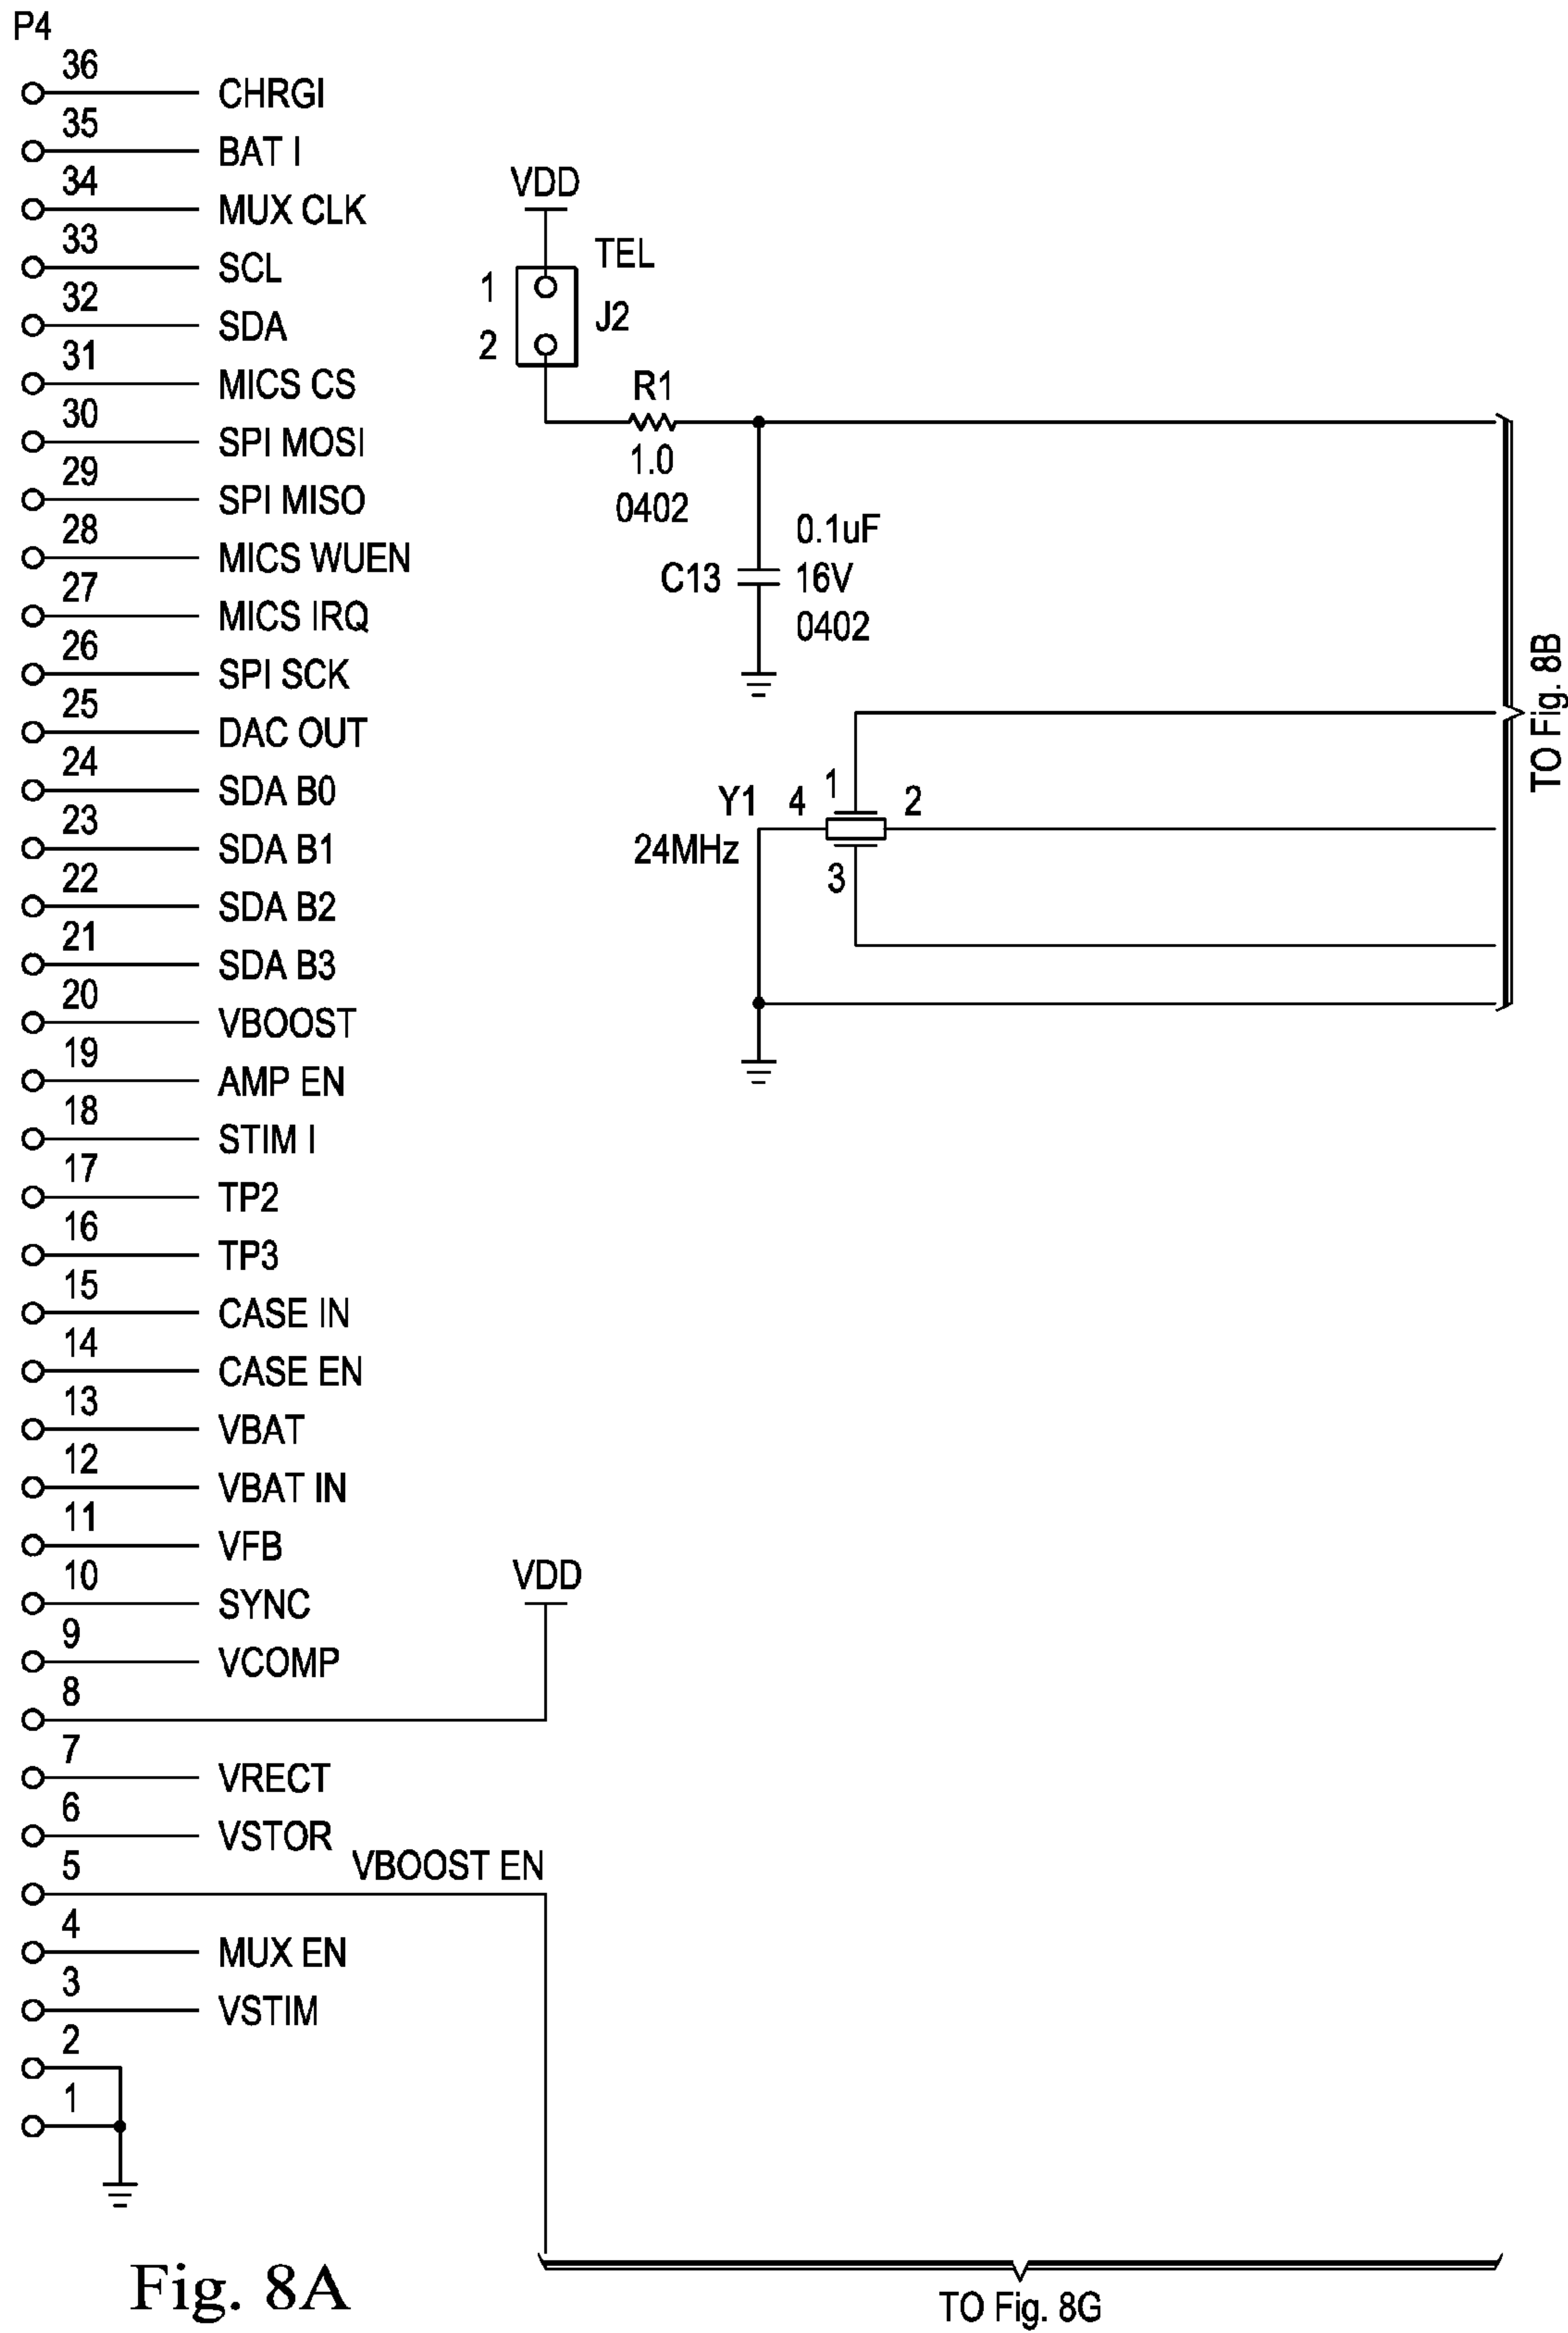 P4
36 CHRGI
35 BAT I
34 MUX CLK
33 SCL
32 SDA
31 MICS CS
30 SPI MOSI
29 SPI MISO
28 MICS WUEN
27 MICS IRQ
26 SPI SCK
25 DAC OUT
24 SDA B0
23 SDA B1
22 SDA B2
21 SDA B3
20 VBOOST
19 AMP EN
18 STIM I
17 TP2
16 TP3
15 CASE IN
14 CASE EN
13 VBAT
12 VBAT IN
11 VFB
10 SYNC
9 VCOMP
8
7 VRECT
6 VSTOR
5 VBOOST EN
4 MUX EN
3 VSTIM
2
1
VDD
TEL
1
J2
2
R1
1.0
0402
0.1uF
C13 16V
0402
Y1 4 1 2
24MHz
3
TO Fig. 8B
VDD
TO Fig. 8G
Fig. 8A